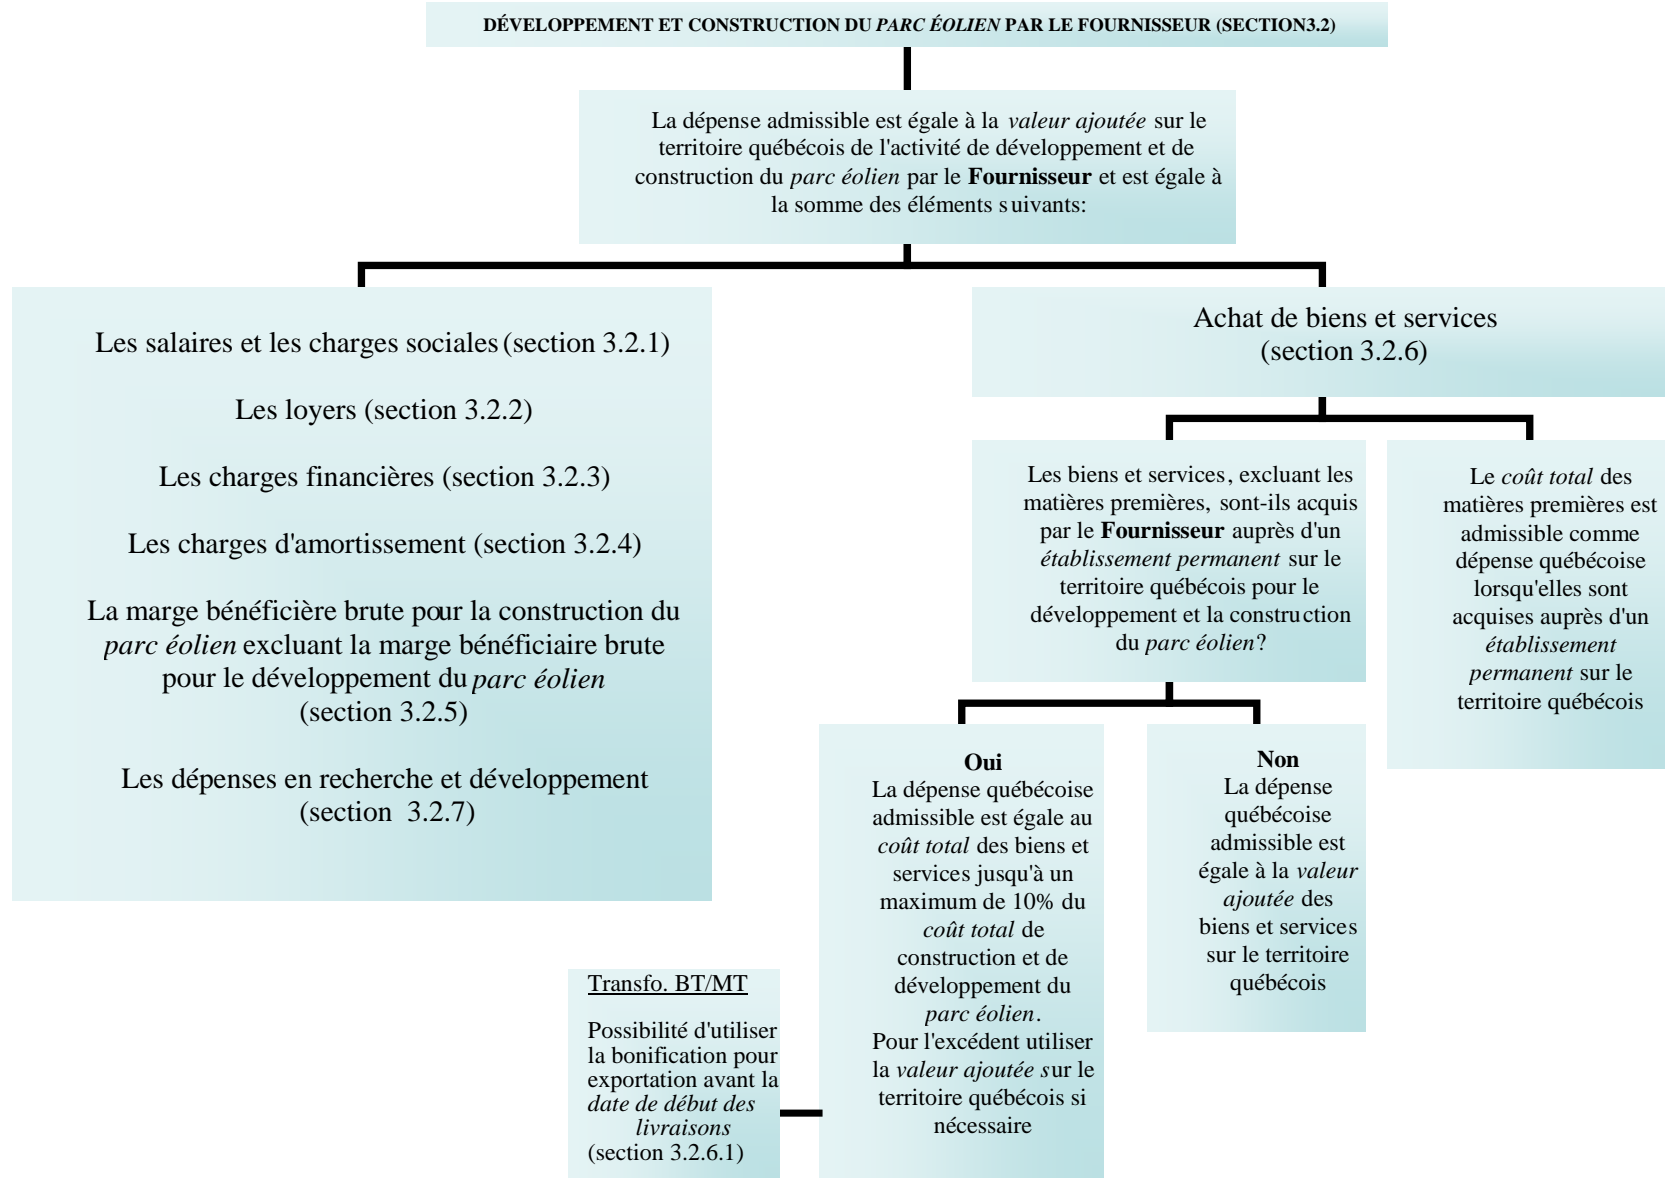 DÉVELOPPEMENT ET CONSTRUCTION DU PARC ÉOLIEN PAR LE FOURNISSEUR (SECTION3.2)
La dépense admissible est égale à la valeur ajoutée sur le
territoire québécois de l'activité de développement et de
construction du parc éolien par le Fournisseur et est égale à
la somme des éléments suivants:
Les salaires et les charges sociales (section 3.2.1)
Les loyers (section 3.2.2)
Les charges financières (section 3.2.3)
Les charges d'amortissement (section 3.2.4)
La marge bénéficière brute pour la construction du
parc éolien excluant la marge bénéficiaire brute
pour le développement du parc éolien
(section 3.2.5)
Les dépenses en recherche et développement
(section 3.2.7)
Achat de biens et services
(section 3.2.6)
Les biens et services, excluant les
matières premières, sont-ils acquis
par le Fournisseur auprès d'un
établissement permanent sur le
territoire québécois pour le
développement et la construction
du parc éolien?
Le coût total des
matières premières est
admissible comme
dépense québécoise
lorsqu'elles sont
acquises auprès d'un
établissement
permanent sur le
territoire québécois
Oui
La dépense québécoise
admissible est égale au
coût total des biens et
services jusqu'à un
maximum de 10% du
coût total de
construction et de
développement du
parc éolien.
Pour l'excédent utiliser
la valeur ajoutée sur le
territoire québécois si
nécessaire
Non
La dépense
québécoise
admissible est
égale à la valeur
ajoutée des
biens et services
sur le territoire
québécois
Transfo. BT/MT
Possibilité d'utiliser
la bonification pour
exportation avant la
date de début des
livraisons
(section 3.2.6.1)